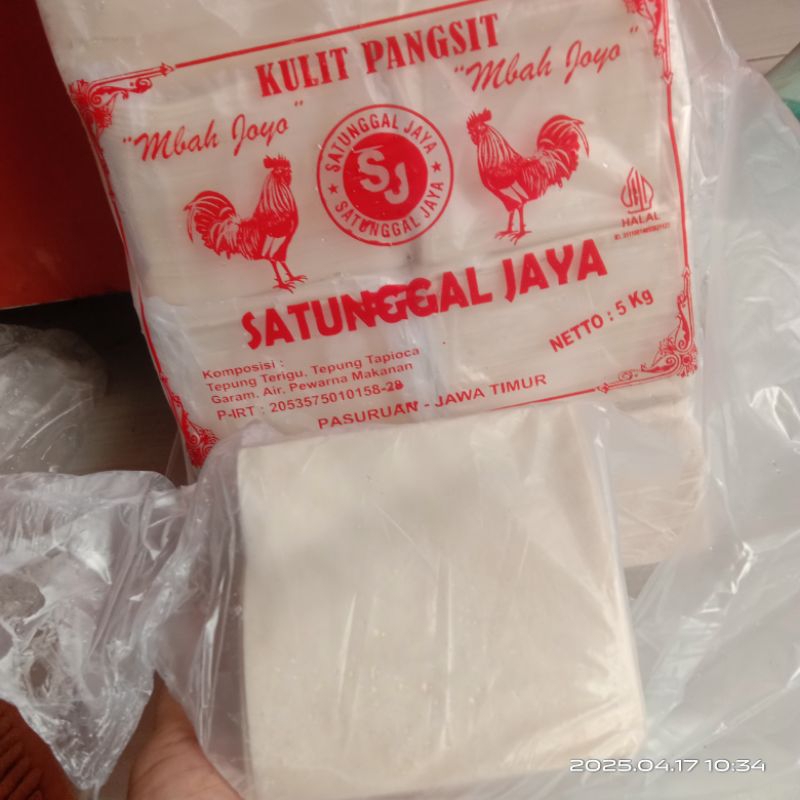 KULIT PANGSIT
"Mbah Joyo"
"Mbah Joyo"
SATUNGGAL JAYA
SJ
SATUNGGAL JAYA
HALAL
SATUNGGAL JAYA
NETTO : 5 Kg
Komposisi :
Tepung Terigu, Tepung Tapioca
Garam, Air, Pewarna Makanan
P-IRT : 2053575010158-28
PASURUAN - JAWA TIMUR
2025.04.17 10:34